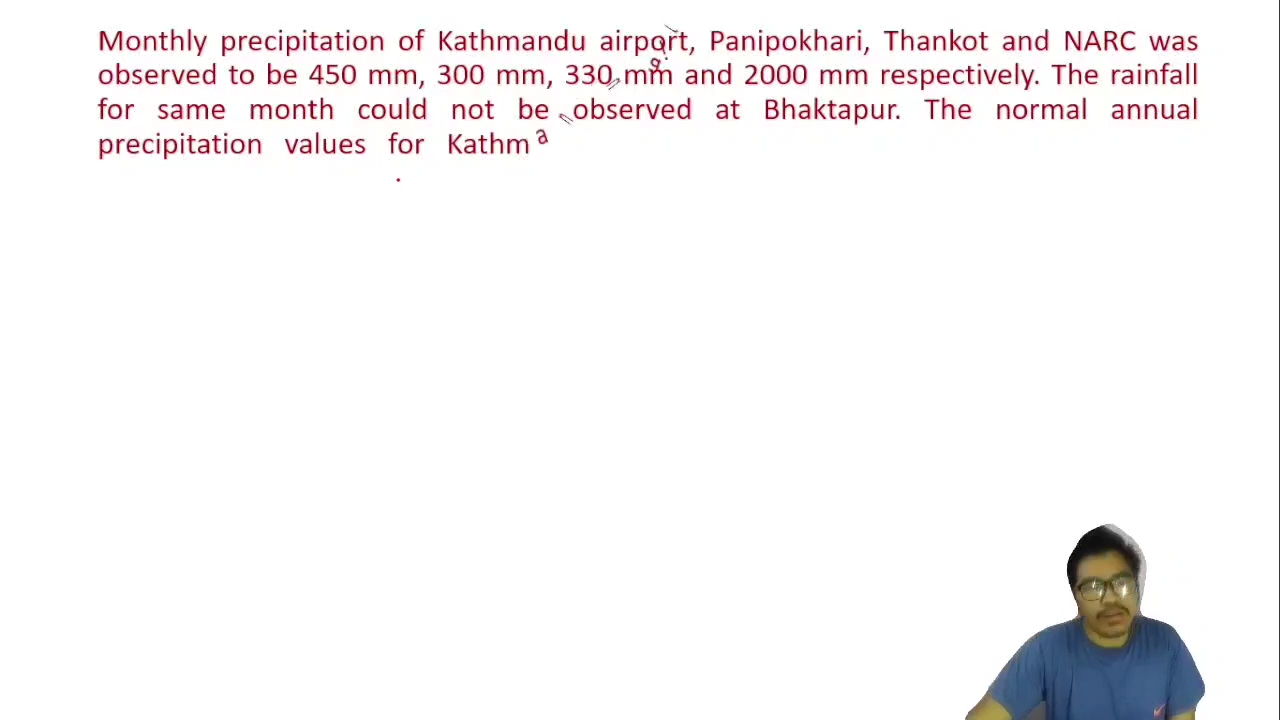 Monthly precipitation of Kathmandu airport, Panipokhari, Thankot and NARC was
observed to be 450 mm, 300 mm, 330 mm and 2000 mm respectively. The rainfall
for same month could not be observed at Bhaktapur. The normal annual
precipitation values for Kathma